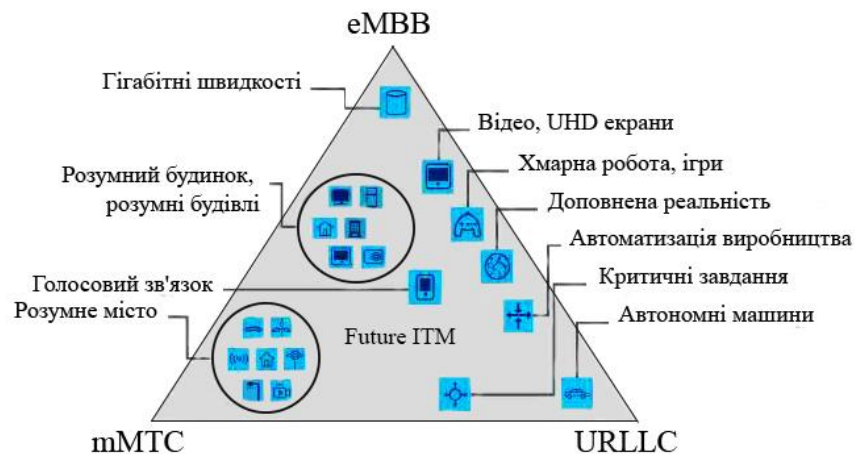 eMBB
Гігабітні швидкості
Відео, UHD екрани
Хмарна робота, ігри
Розумний будинок,
розумні будівлі
Доповнена реальність
Автоматизація виробництва
Голосовий зв'язок
Критичні завдання
Розумне місто
Автономні машини
Future ITM
mMTC
URLLC